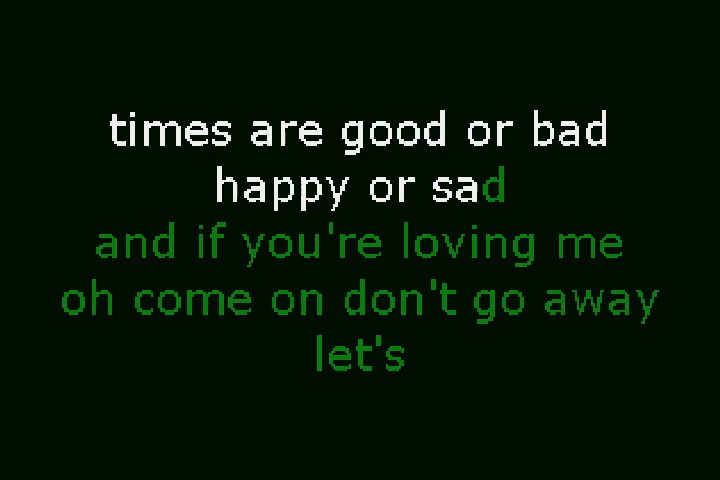 times are good or bad
happy or sad
and if you're loving me
oh come on don't go away
let's